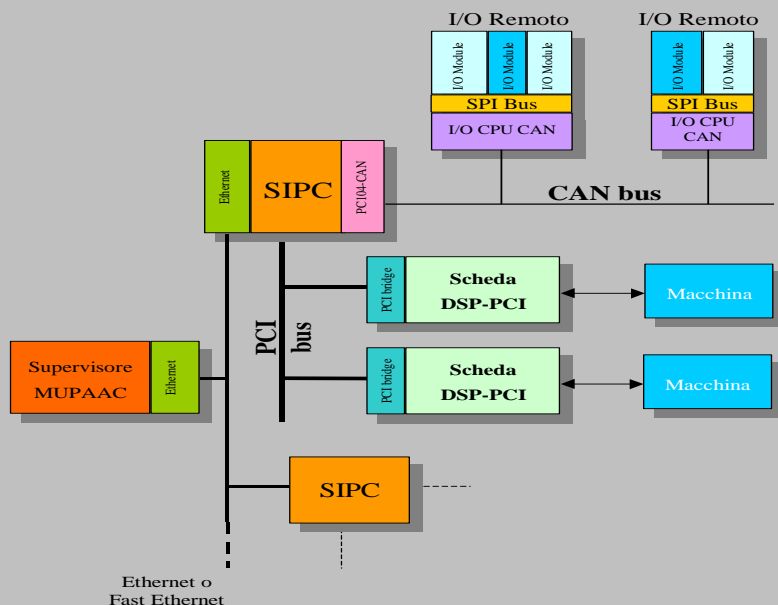 I/O Remoto
I/O Remoto
I/O Module
I/O Module
I/O Module
I/O Module
I/O Module
SPI Bus
SPI Bus
I/O CPU CAN
I/O CPU
CAN
Ethernet
SIPC
PC104-CAN
CAN bus
PCI bridge
Scheda
DSP-PCI
Macchina
PCI
bus
Supervisore
MUPAAC
Ethernet
PCI bridge
Scheda
DSP-PCI
Macchina
SIPC
Ethernet o
Fast Ethernet